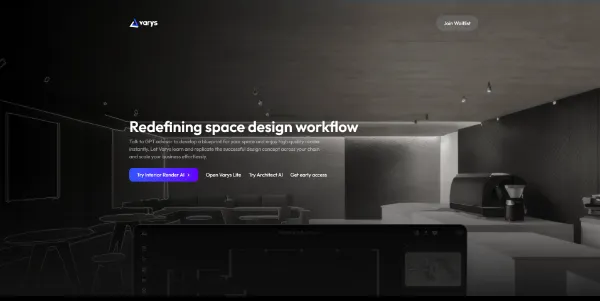 varys
Join Waitlist
Redefining space design workflow
Talk to GPT advisor to develop a blueprint for your space and enjoy high quality render
instantly. Let Varys learn and replicate the successful design concept across your chain
and scale your business effortlessly.
Try Interior Render AI
Open Varys Lite
Try Architect AI
Get early access